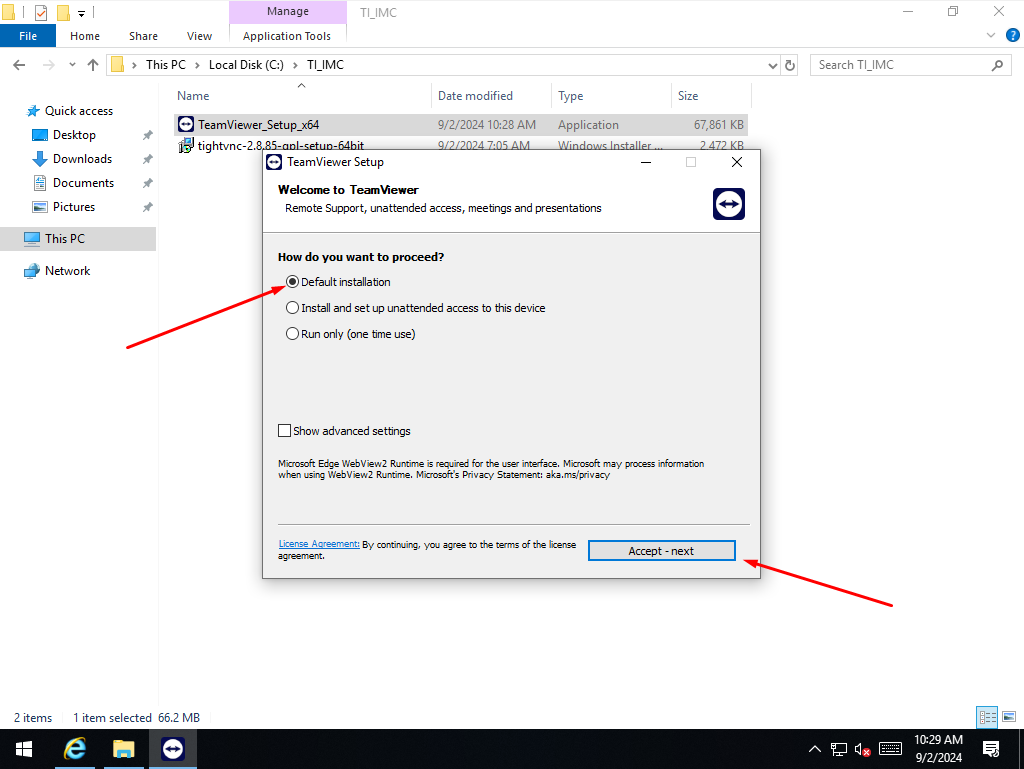 Manage
TI_IMC
File
Home
Share
View
Application Tools
This PC
Local Disk (C:)
TI_IMC
Search TI_IMC
Quick access
Desktop
Downloads
Documents
Pictures
This PC
Network
Name
Date modified
Type
Size
TeamViewer_Setup_x64
9/2/2024 10:28 AM
Application
67,861 KB
tightvnc-2.8.85-gpl-setup-64bit
9/2/2024 7:05 AM
Windows Installer ...
2,472 KB
TeamViewer Setup
Welcome to TeamViewer
Remote Support, unattended access, meetings and presentations
How do you want to proceed?
Default installation
Install and set up unattended access to this device
Run only (one time use)
Show advanced settings
Microsoft Edge WebView2 Runtime is required for the user interface. Microsoft may process information
when using WebView2 Runtime. Microsoft's Privacy Statement: aka.ms/privacy
License Agreement: By continuing, you agree to the terms of the license
agreement.
Accept - next
2 items
1 item selected 66.2 MB
10:29 AM
9/2/2024